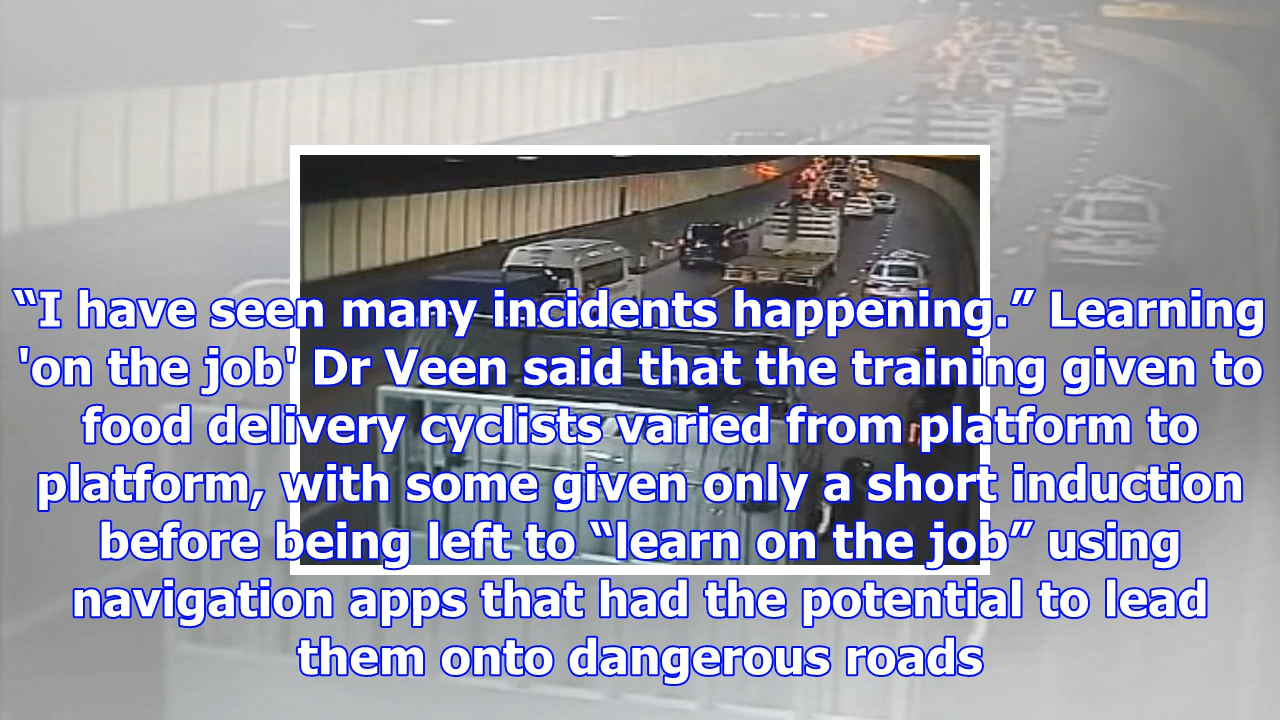 “I have seen many incidents happening.” Learning
'on the job' Dr Veen said that the training given to
food delivery cyclists varied from platform to
platform, with some given only a short induction
before being left to “learn on the job” using
navigation apps that had the potential to lead
them onto dangerous roads